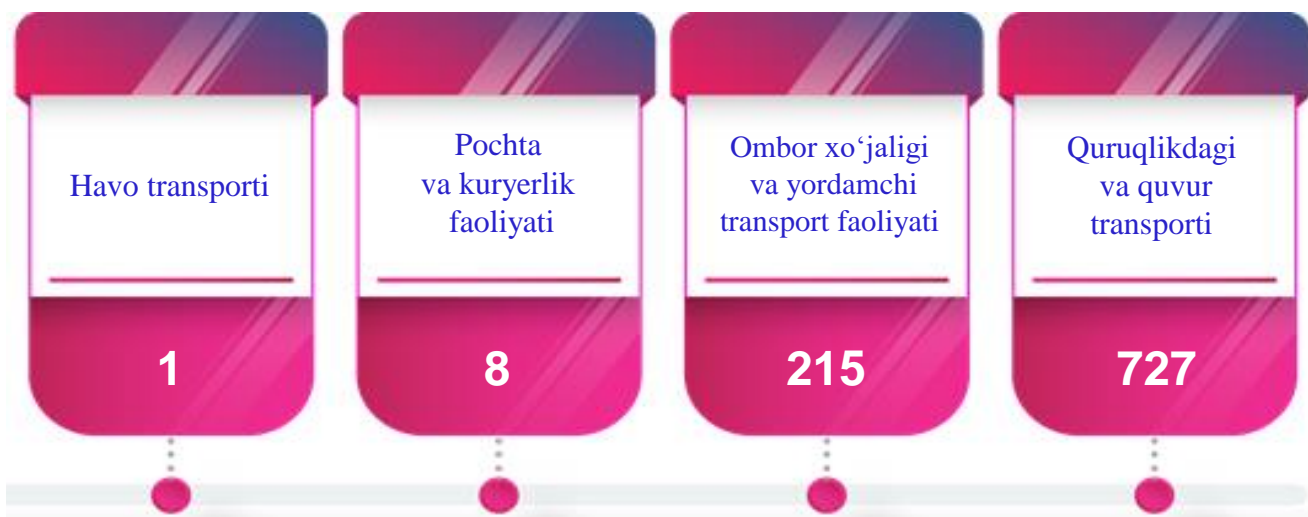 Havo transporti
1
Pochta
va kuryerlik
faoliyati
8
Ombor xo‘jaligi
va yordamchi
transport faoliyati
215
Quruqlikdagi
va quvur
transporti
727